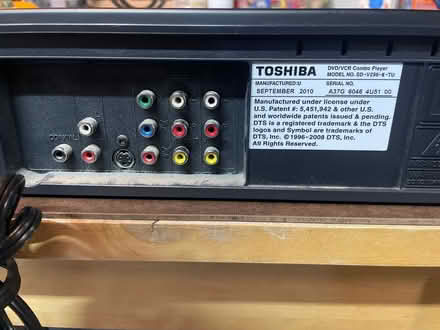 TOSHIBA
DVD/VCR Combo Player
MODEL NO. SD-V296-K-TU
MANUFACTURED:U
SEPTEMBER 2010
SERIAL NO.
A37G 6046 4U51 00
Manufactured under license under
U.S. Patent #: 5,451,942 & other U.S.
and worldwide patents issued & pending.
DTS is a registered trademark & the DTS
logos and Symbol are trademarks of
DTS, Inc. ©1996-2008 DTS, Inc.
All Rights Reserved.